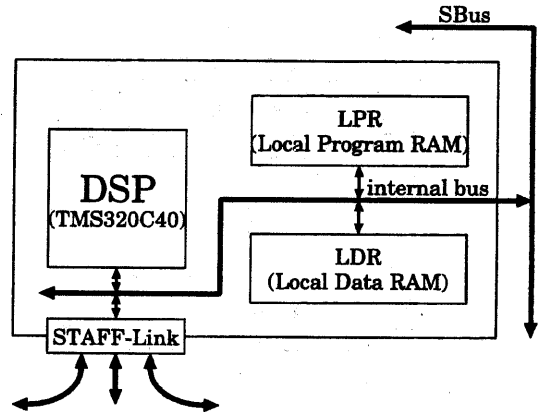 SBus
LPR
(Local Program RAM)
DSP
(TMS320C40)
internal bus
LDR
(Local Data RAM)
STAFF-Link